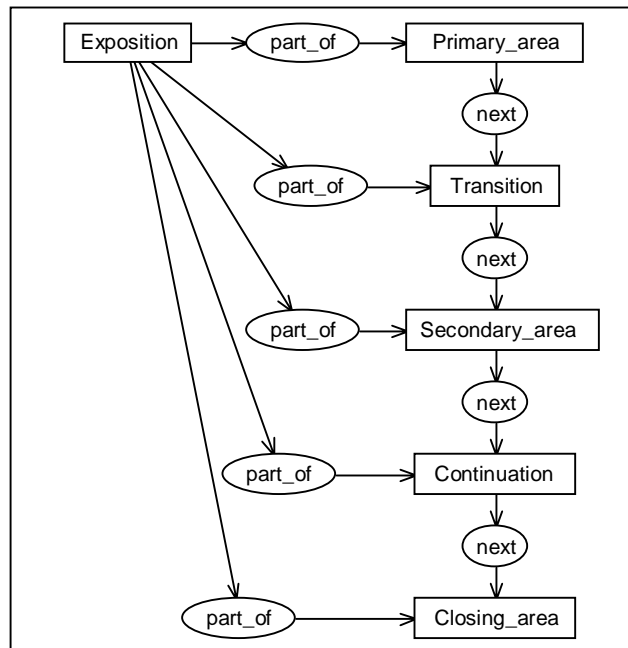 Exposition part_of Primary_area
next
part_of Transition
next
part_of Secondary_area
next
part_of Continuation
next
part_of Closing_area